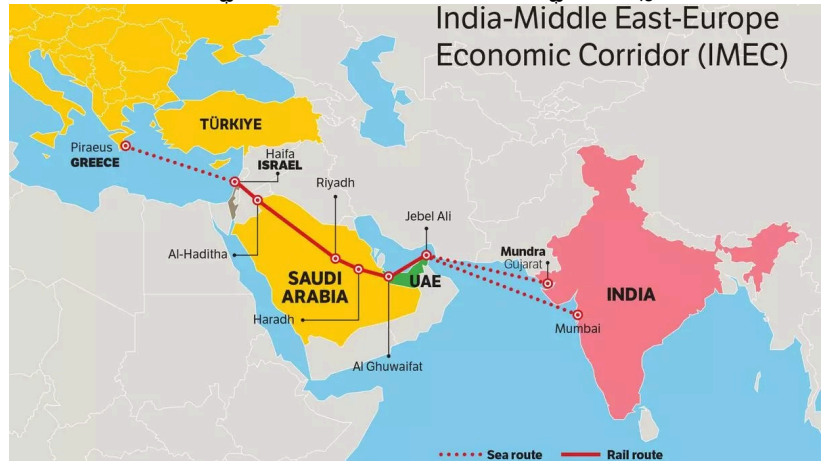 India-Middle East-Europe
Economic Corridor (IMEC)
TÜRKIYE
Piraeus
GREECE
Haifa
ISRAEL
Riyadh
Jebel Ali
Al-Haditha
Mundra
Gujarat
SAUDI
ARABIA
UAE
INDIA
Haradh
Mumbai
Al Ghuwaifat
Sea route
Rail route